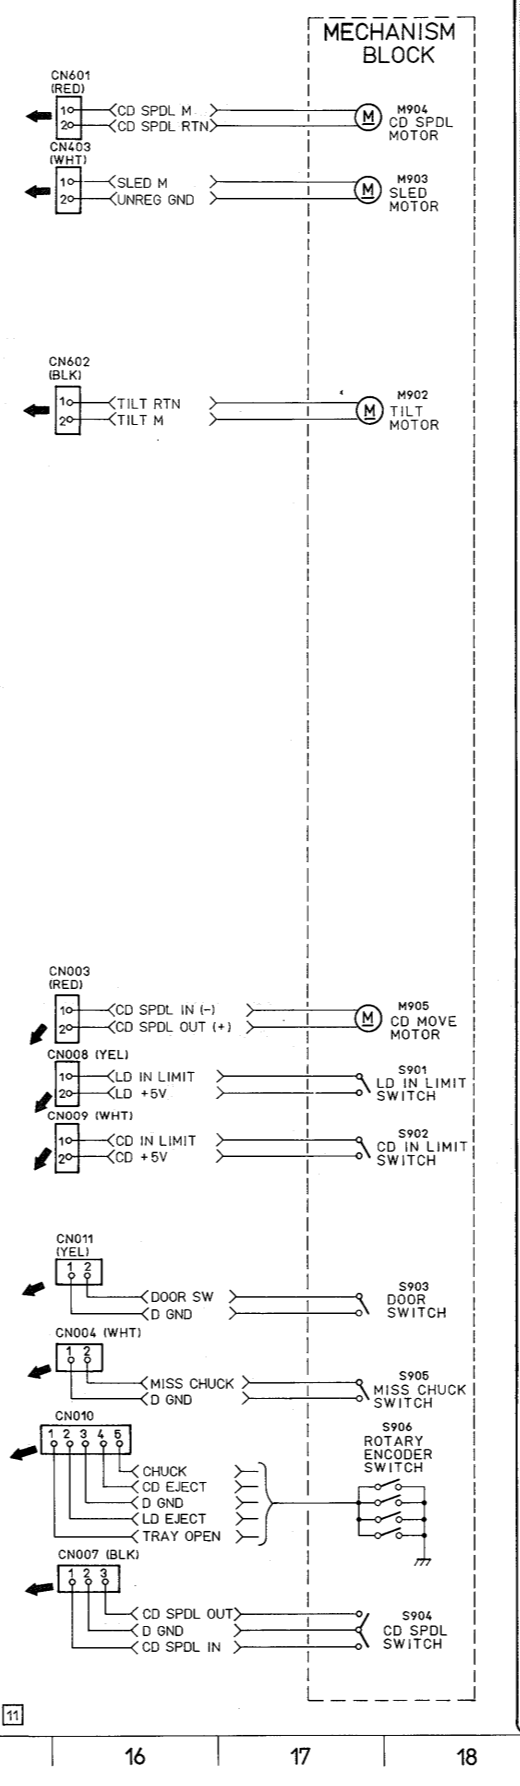 MECHANISM
BLOCK
CN601
(RED)
1 CD SPDL M
2 CD SPDL RTN
M
M904
CD SPDL
MOTOR
CN403
(WHT)
1 SLED M
2 UNREG GND
M
M903
SLED
MOTOR
CN602
(BLK)
1 TILT RTN
2 TILT M
M
M902
TILT
MOTOR
CN003
(RED)
1 CD SPDL IN (-)
2 CD SPDL OUT (+)
M
M905
CD MOVE
MOTOR
CN008 (YEL)
1 LD IN LIMIT
2 LD +5V
S901
LD IN LIMIT
SWITCH
CN009 (WHT)
1 CD IN LIMIT
2 CD +5V
S902
CD IN LIMIT
SWITCH
CN011
(YEL)
1 2
DOOR SW
D GND
S903
DOOR
SWITCH
CN004 (WHT)
1 2
MISS CHUCK
D GND
S905
MISS CHUCK
SWITCH
CN010
1 2 3 4 5
CHUCK
CD EJECT
D GND
LD EJECT
TRAY OPEN
S906
ROTARY
ENCODER
SWITCH
CN007 (BLK)
1 2 3
CD SPDL OUT
D GND
CD SPDL IN
S904
CD SPDL
SWITCH
11
16 17 18